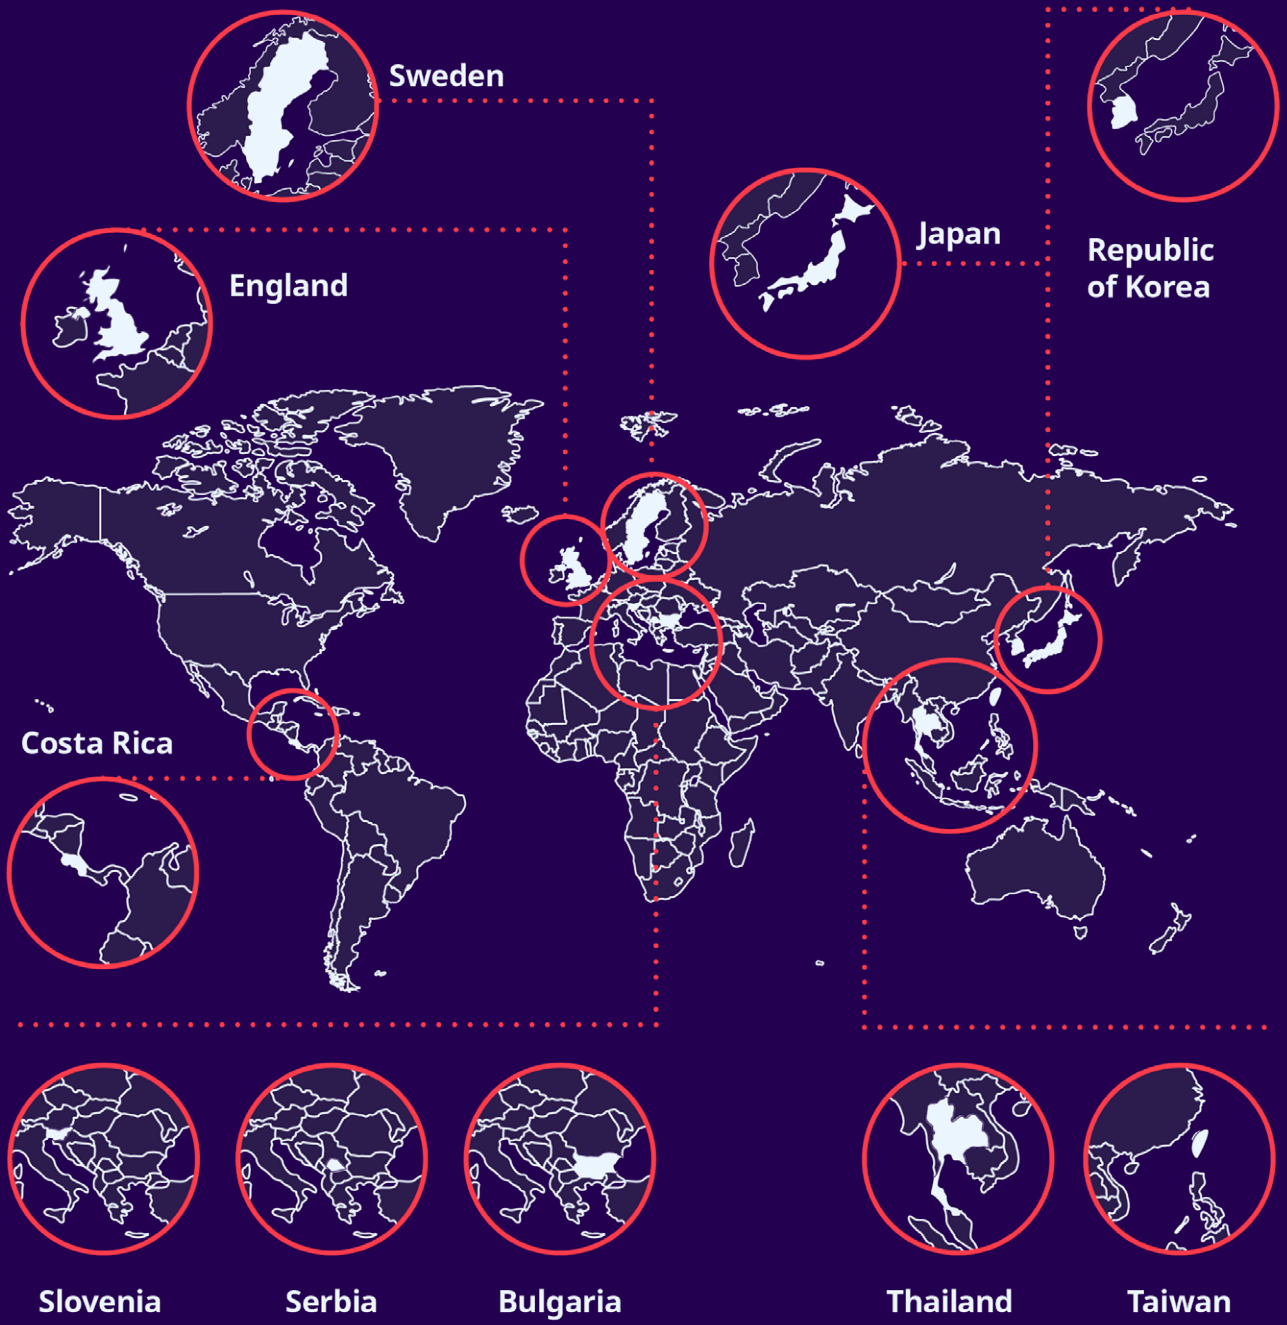 Sweden
Japan
Republic
of Korea
England
Costa Rica
Slovenia
Serbia
Bulgaria
Thailand
Taiwan